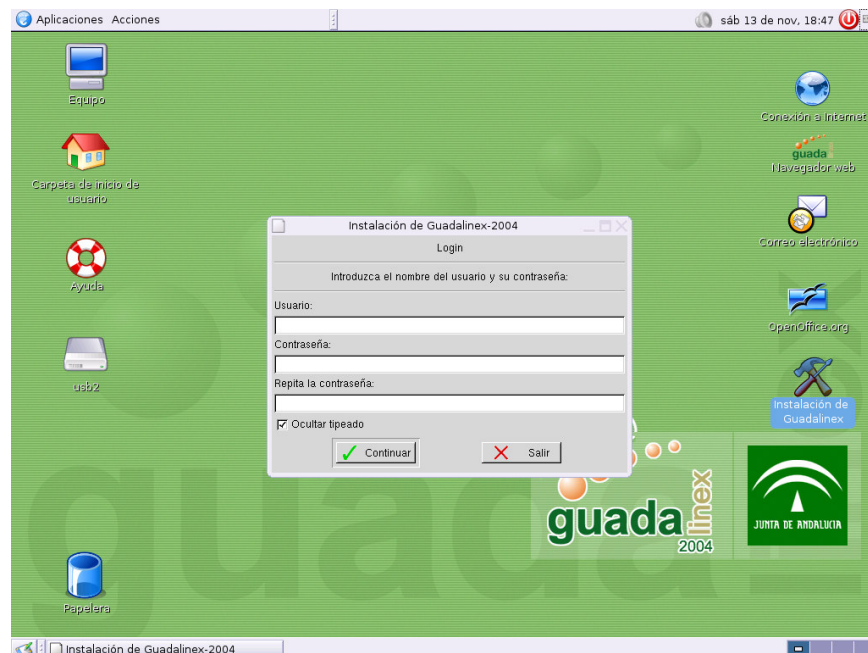 Aplicaciones Acciones
sáb 13 de nov, 18:47
Equipo
Carpeta de inicio de
usuario
Ayuda
usb2
Papelera
Conexión a Internet
guada
Navegador web
Correo electrónico
OpenOffice.org
Instalación de
Guadalinex
Instalación de Guadalinex-2004
Login
Introduzca el nombre del usuario y su contraseña:
Usuario:
Contraseña:
Repita la contraseña:
Ocultar tipeado
Continuar
Salir
guada
linex
2004
JUNTA DE ANDALUCIA
guadal
Instalación de Guadalinex-2004